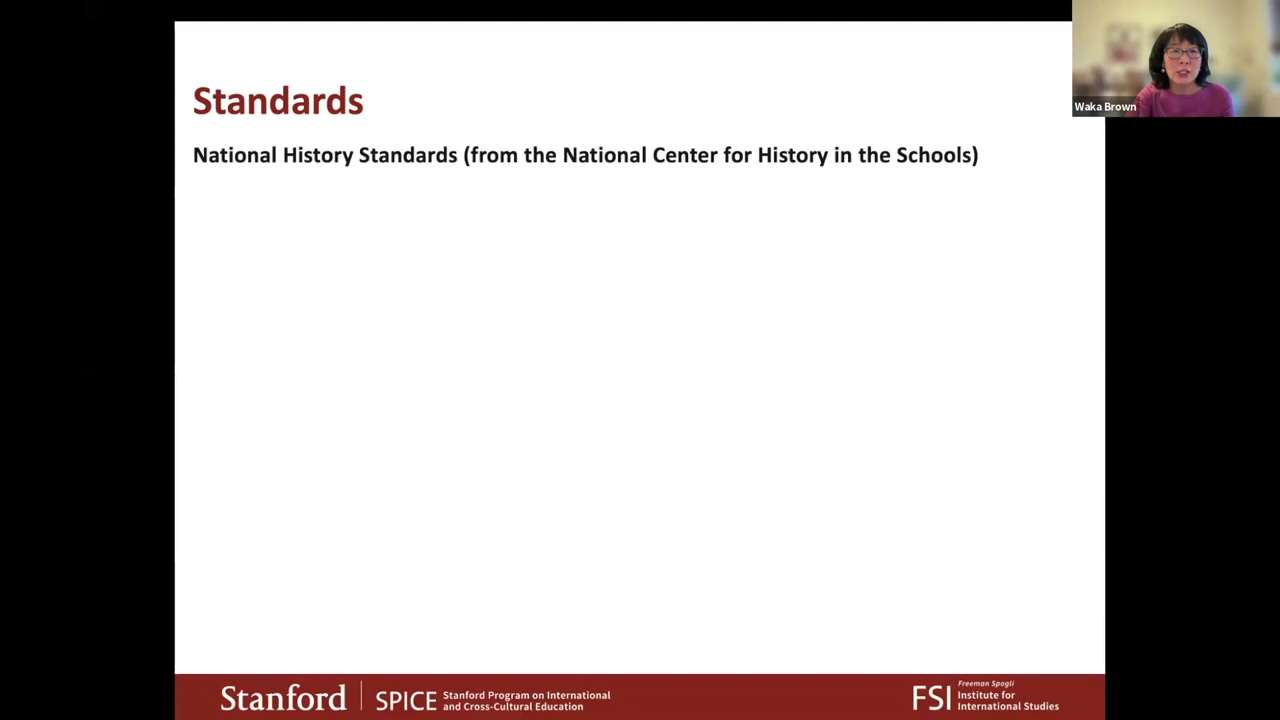 Standards
National History Standards (from the National Center for History in the Schools)
Waka Brown
Stanford
SPICE
Stanford Program on International
and Cross-Cultural Education
FSI
Freeman Spogli
Institute for
International Studies